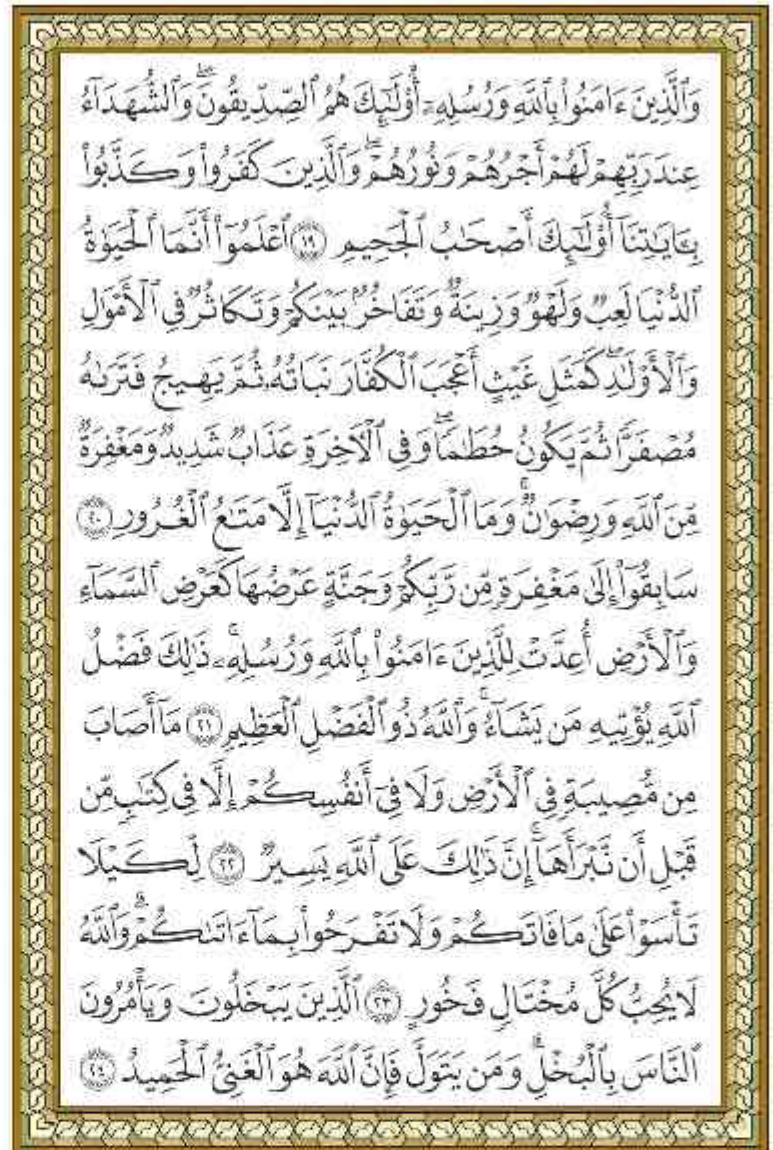 وَٱلَّذِينَ ءَامَنُوا۟ بِٱللَّهِ وَرُسُلِهِۦٓ أُو۟لَٰٓئِكَ هُمُ ٱلصِّدِّيقُونَ ۖ وَٱلشُّهَدَآءُ
عِندَ رَبِّهِمْ لَهُمْ أَجْرُهُمْ وَنُورُهُمْ ۖ وَٱلَّذِينَ كَفَرُوا۟ وَكَذَّبُوا۟
بِـَٔايَٰتِنَآ أُو۟لَٰٓئِكَ أَصْحَٰبُ ٱلْجَحِيمِ ١٩ ٱعْلَمُوٓا۟ أَنَّمَا ٱلْحَيَوٰةُ
ٱلدُّنْيَا لَعِبٌ وَلَهْوٌ وَزِينَةٌ وَتَفَاخُرٌۢ بَيْنَكُمْ وَتَكَاثُرٌ فِى ٱلْأَمْوَٰلِ
وَٱلْأَوْلَٰدِ ۖ كَمَثَلِ غَيْثٍ أَعْجَبَ ٱلْكُفَّارَ نَبَاتُهُۥ ثُمَّ يَهِيجُ فَتَرَىٰهُ
مُصْفَرًّا ثُمَّ يَكُونُ حُطَٰمًا ۖ وَفِى ٱلْءَاخِرَةِ عَذَابٌ شَدِيدٌ وَمَغْفِرَةٌ
مِّنَ ٱللَّهِ وَرِضْوَٰنٌ ۚ وَمَا ٱلْحَيَوٰةُ ٱلدُّنْيَآ إِلَّا مَتَٰعُ ٱلْغُرُورِ ٢٠
سَابِقُوٓا۟ إِلَىٰ مَغْفِرَةٍ مِّن رَّبِّكُمْ وَجَنَّةٍ عَرْضُهَا كَعَرْضِ ٱلسَّمَآءِ
وَٱلْأَرْضِ أُعِدَّتْ لِلَّذِينَ ءَامَنُوا۟ بِٱللَّهِ وَرُسُلِهِۦ ۚ ذَٰلِكَ فَضْلُ
ٱللَّهِ يُؤْتِيهِ مَن يَشَآءُ ۚ وَٱللَّهُ ذُو ٱلْفَضْلِ ٱلْعَظِيمِ ٢١ مَآ أَصَابَ
مِن مُّصِيبَةٍ فِى ٱلْأَرْضِ وَلَا فِىٓ أَنفُسِكُمْ إِلَّا فِى كِتَٰبٍ مِّن
قَبْلِ أَن نَّبْرَأَهَآ ۚ إِنَّ ذَٰلِكَ عَلَى ٱللَّهِ يَسِيرٌ ٢٢ لِّكَيْلَا
تَأْسَوْا۟ عَلَىٰ مَا فَاتَكُمْ وَلَا تَفْرَحُوا۟ بِمَآ ءَاتَىٰكُمْ ۗ وَٱللَّهُ
لَا يُحِبُّ كُلَّ مُخْتَالٍ فَخُورٍ ٢٣ ٱلَّذِينَ يَبْخَلُونَ وَيَأْمُرُونَ
ٱلنَّاسَ بِٱلْبُخْلِ ۗ وَمَن يَتَوَلَّ فَإِنَّ ٱللَّهَ هُوَ ٱلْغَنِىُّ ٱلْحَمِيدُ ٢٤